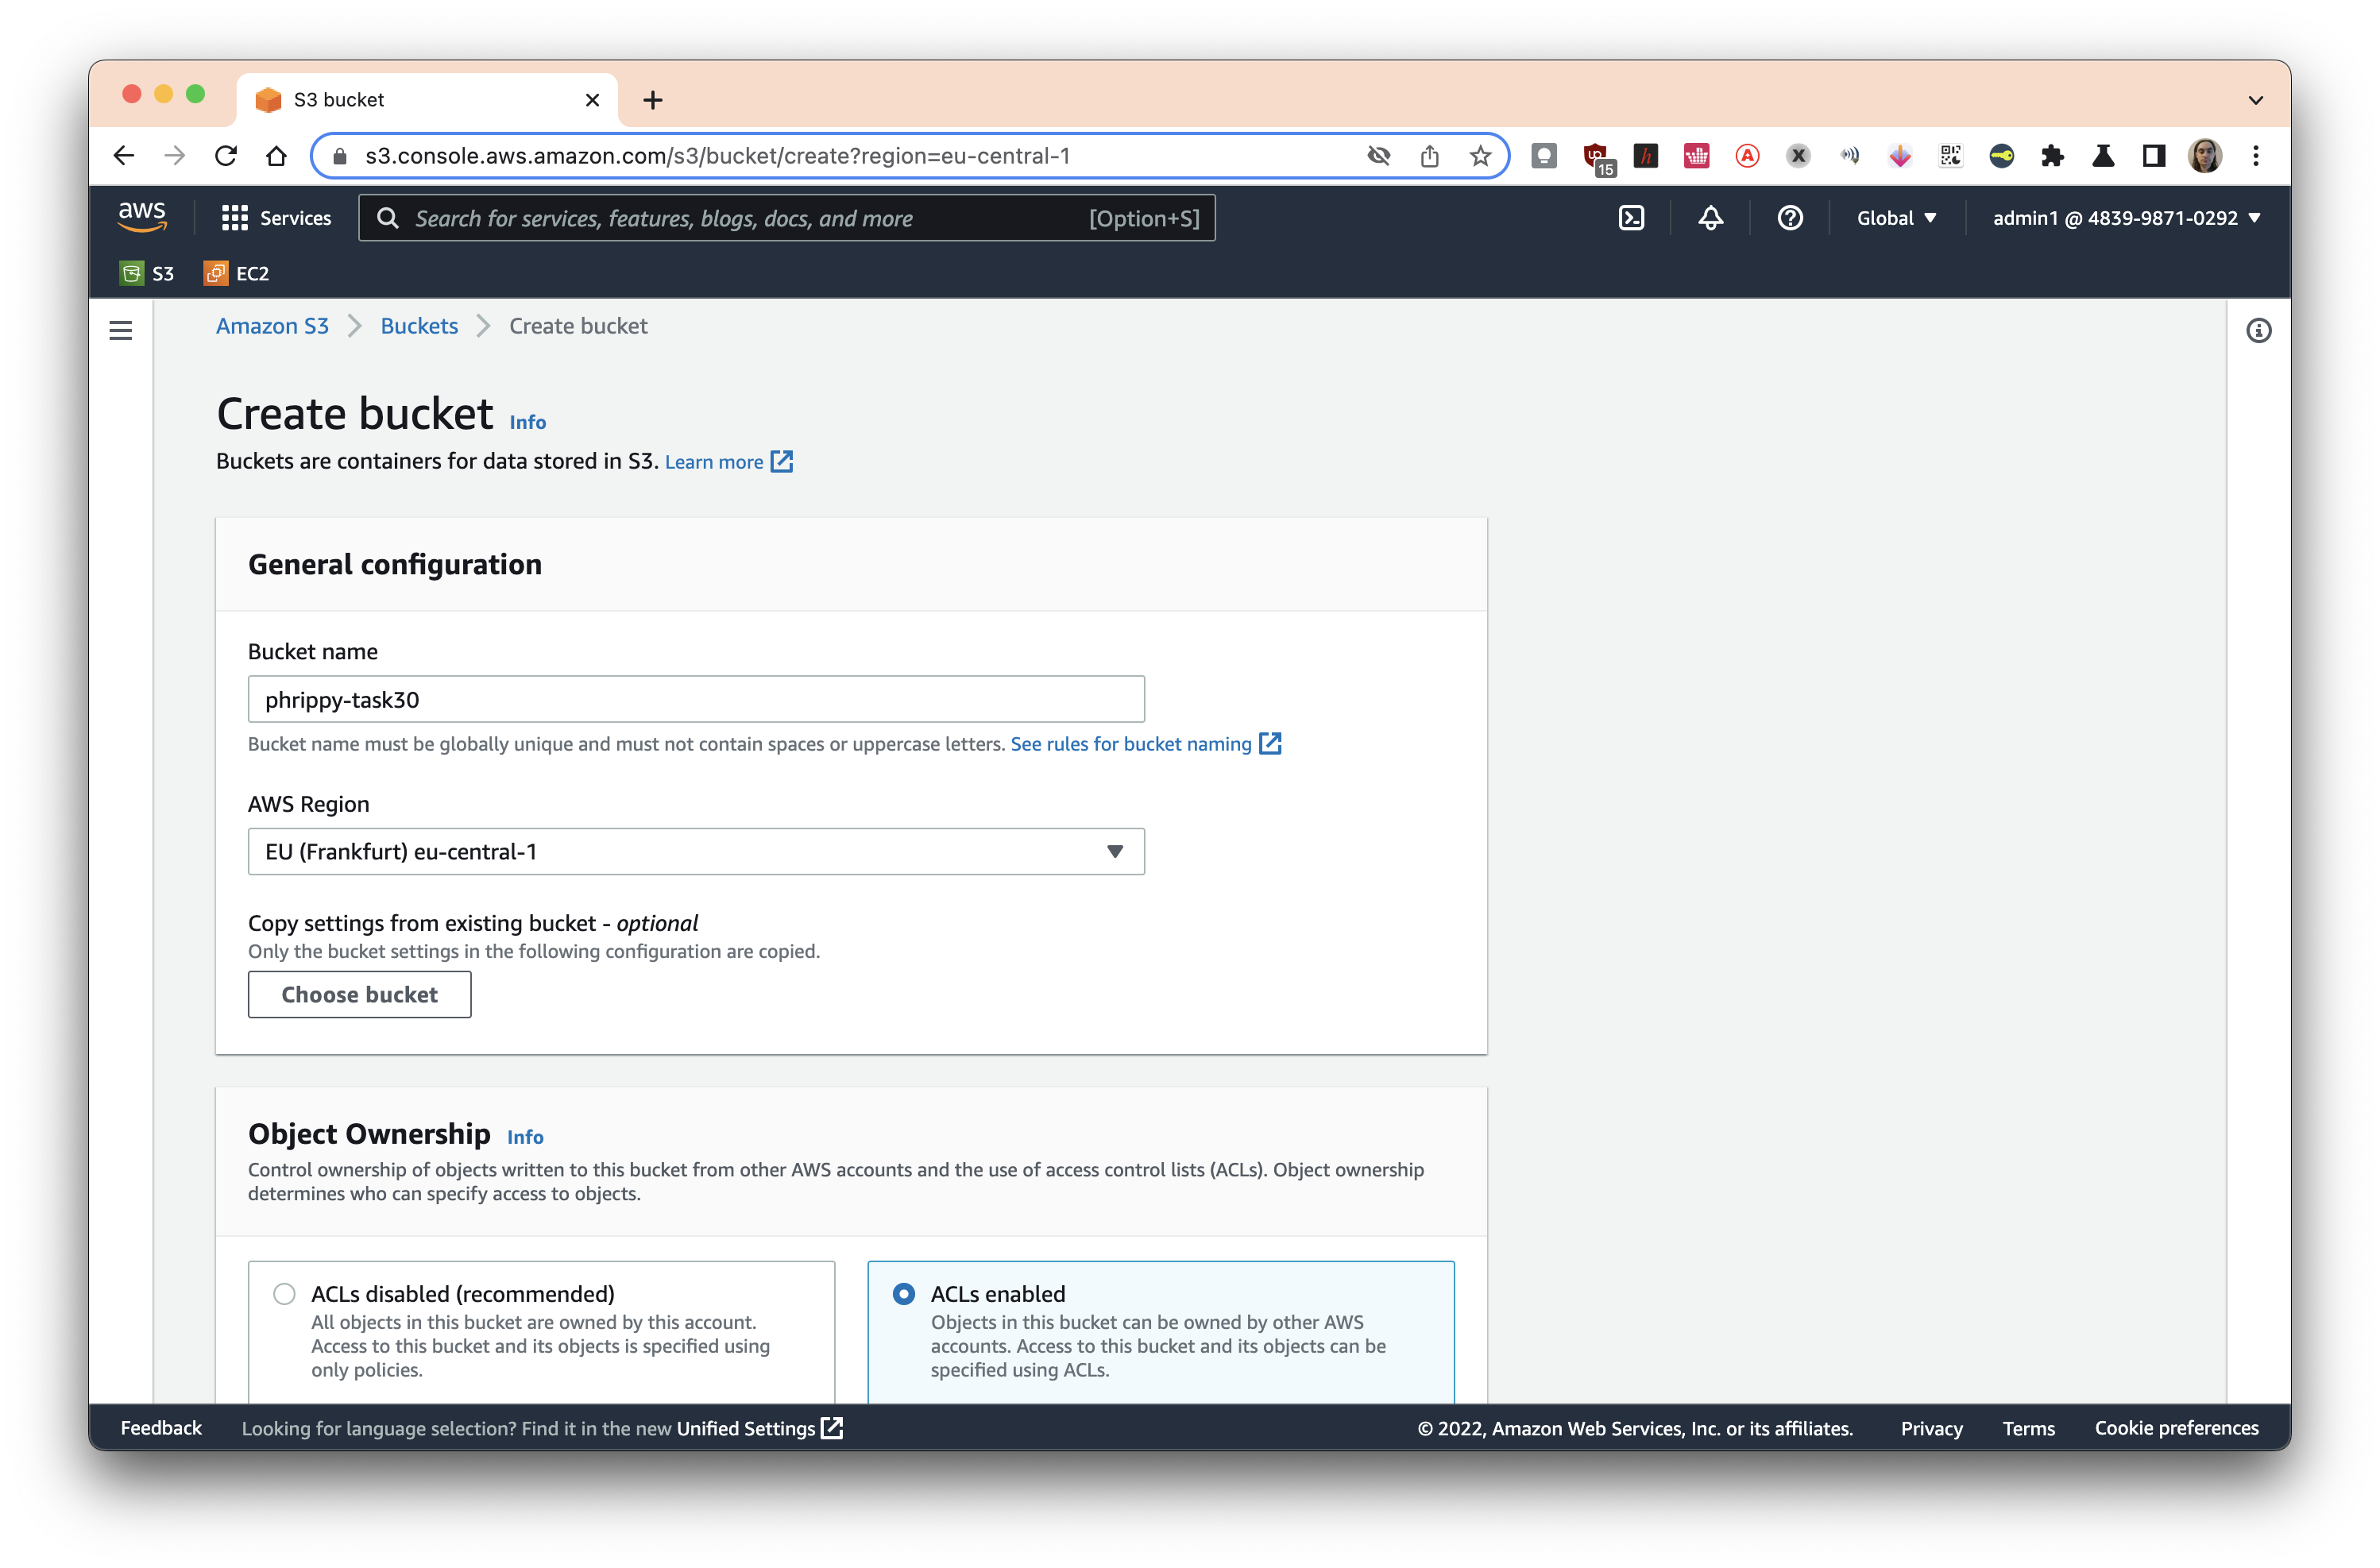 S3 bucket
s3.console.aws.amazon.com/s3/bucket/create?region=eu-central-1
15
aws Services Search for services, features, blogs, docs, and more [Option+S] Global admin1 @ 4839-9871-0292
S3 EC2
Amazon S3 Buckets Create bucket
Create bucket Info
Buckets are containers for data stored in S3. Learn more
General configuration
Bucket name
phrippy-task30
Bucket name must be globally unique and must not contain spaces or uppercase letters. See rules for bucket naming
AWS Region
EU (Frankfurt) eu-central-1
Copy settings from existing bucket - optional
Only the bucket settings in the following configuration are copied.
Choose bucket
Object Ownership Info
Control ownership of objects written to this bucket from other AWS accounts and the use of access control lists (ACLs). Object ownership
determines who can specify access to objects.
ACLs disabled (recommended)
All objects in this bucket are owned by this account.
Access to this bucket and its objects is specified using
only policies.
ACLs enabled
Objects in this bucket can be owned by other AWS
accounts. Access to this bucket and its objects can be
specified using ACLs.
Feedback Looking for language selection? Find it in the new Unified Settings © 2022, Amazon Web Services, Inc. or its affiliates. Privacy Terms Cookie preferences